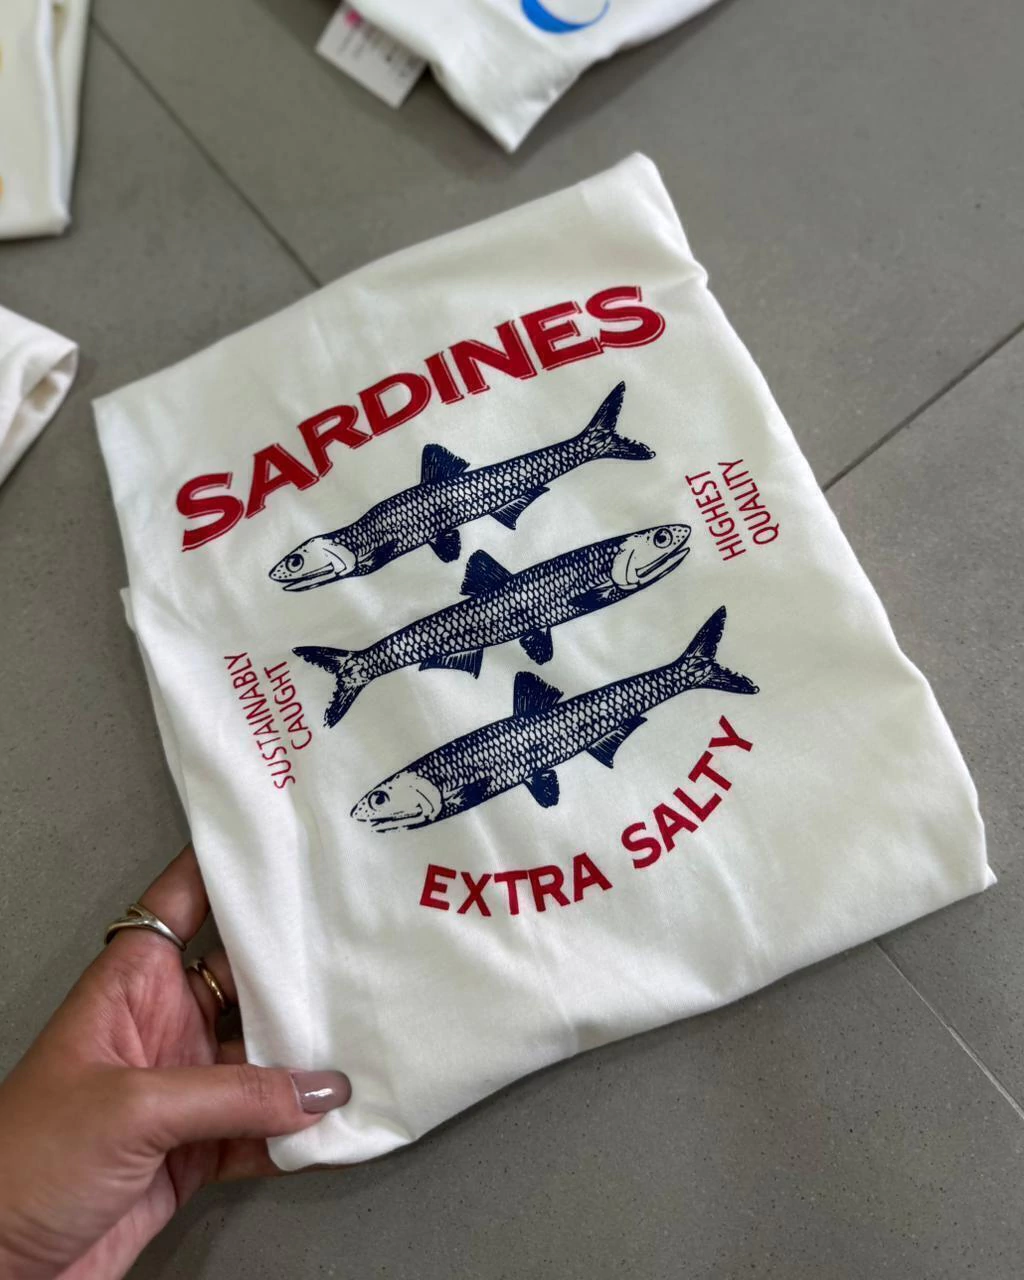 SARDINES
HIGHEST
QUALITY
SUSTAINABLY
CAUGHT
EXTRA SALTY